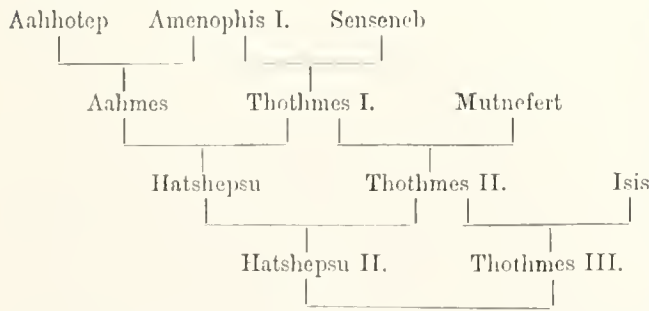 Aahhotep Amenophis I. Senseneb
Aahmes Thothmes I. Mutnefert
Hatshepsu Thothmes II. Isis
Hatshepsu II. Thothmes III.